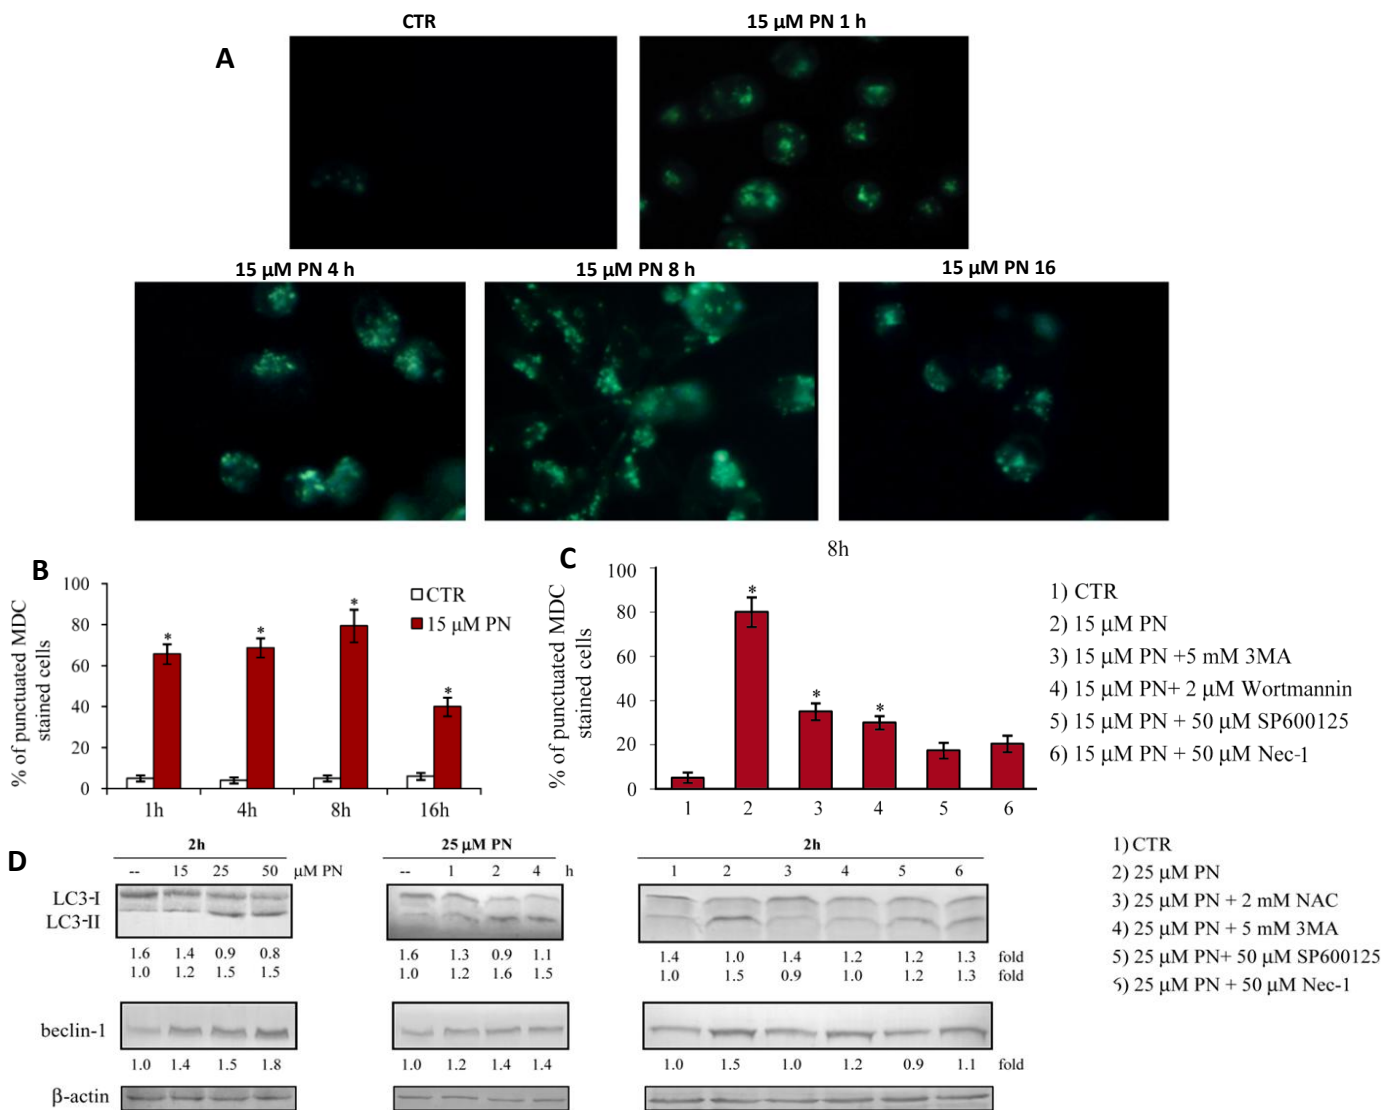 A
CTR
15 µM PN 1 h
15 µM PN 4 h
15 µM PN 8 h
15 µM PN 16
B
% of punctuated MDC
stained cells
100
80
60
40
20
0
* * * *
1h 4h 8h 16h
CTR
15 µM PN
C
8h
% of punctuated MDC
stained cells
100
80
60
40
20
0
* * *
1 2 3 4 5 6
1) CTR
2) 15 µM PN
3) 15 µM PN +5 mM 3MA
4) 15 µM PN+ 2 µM Wortmannin
5) 15 µM PN + 50 µM SP600125
6) 15 µM PN + 50 µM Nec-1
D
2h
-- 15 25 50 µM PN
LC3-I
LC3-II
1.6 1.4 0.9 0.8
1.0 1.2 1.5 1.5
beclin-1
1.0 1.4 1.5 1.8
β-actin
25 µM PN
-- 1 2 4 h
1.6 1.3 0.9 1.1
1.0 1.2 1.6 1.5
1.0 1.2 1.4 1.4
2h
1 2 3 4 5 6
1.4 1.0 1.4 1.2 1.2 1.3 fold
1.0 1.5 0.9 1.0 1.2 1.3 fold
1.0 1.5 1.0 1.2 0.9 1.1 fold
1) CTR
2) 25 µM PN
3) 25 µM PN + 2 mM NAC
4) 25 µM PN + 5 mM 3MA
5) 25 µM PN+ 50 µM SP600125
) 25 µM PN + 50 µM Nec-1